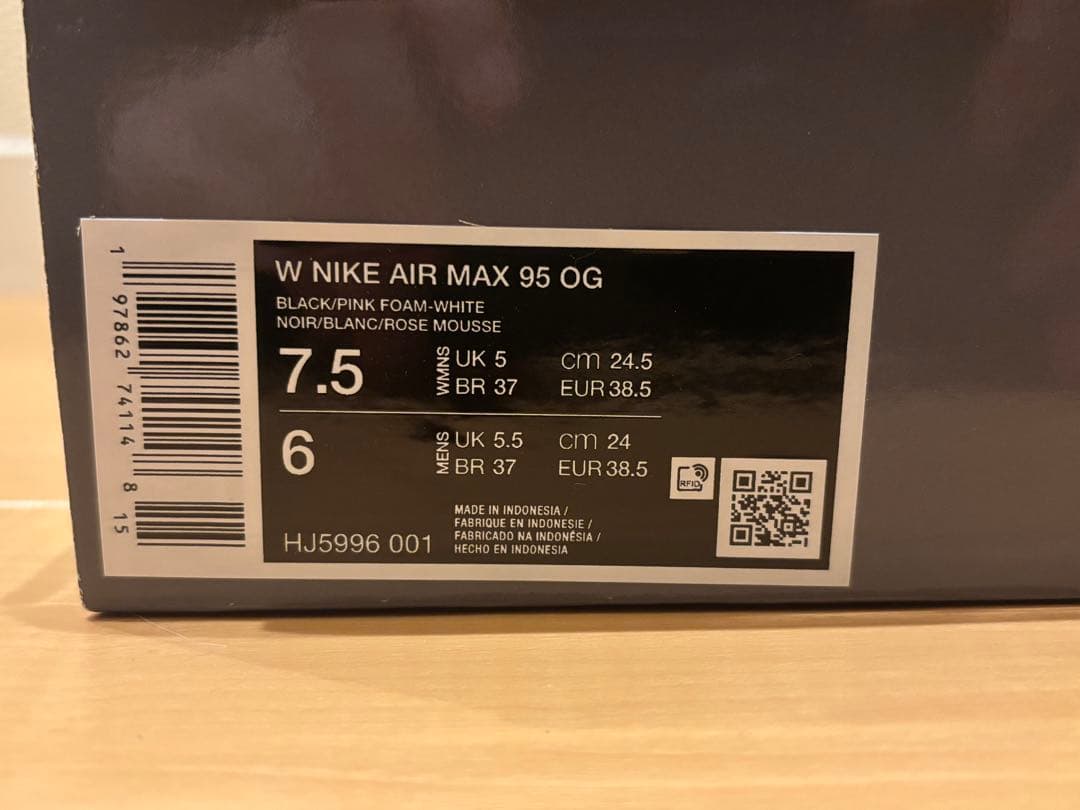 1 97862 74114 8 15
W NIKE AIR MAX 95 OG
BLACK/PINK FOAM-WHITE
NOIR/BLANC/ROSE MOUSSE
7.5 WMNS UK 5 cm 24.5
BR 37 EUR 38.5
6 MENS UK 5.5 cm 24
BR 37 EUR 38.5
RFID
HJ5996 001
MADE IN INDONESIA /
FABRIQUE EN INDONESIE /
FABRICADO NA INDONÉSIA /
HECHO EN INDONESIA